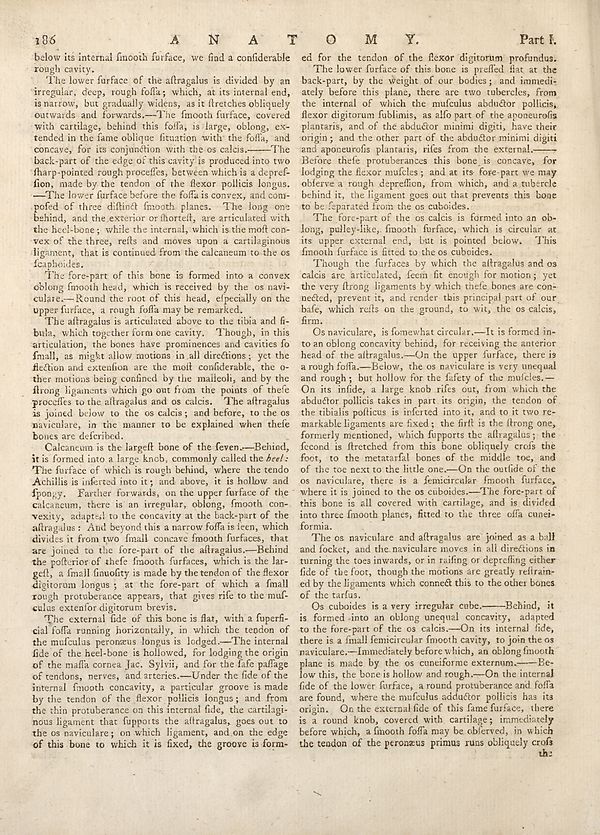 186 A N A T O M Y. Part I.
below its internal ſmooth ſurface, we find a conſiderable
rough cavity.
The lower ſurface of the aſtragalus is divided by an
irregular, deep, rough foſſa; which, at its internal end,
is narrow, but gradually widens, as it ſtretches obliquely
outwards and forwards.—The ſmooth ſurface, covered
with cartilage, behind this foſſa, is large, oblong, ex-
tended in the ſame oblique ſituation with the foſſa, and
concave, for its conjunction with the os calcis.——The
back-part of the edge of this cavity is produced into two
ſharp-pointed rough proceſſes, between which is a depreſ-
ſion, made by the tendon of the flexor pollicis longus.
—The lower ſurface before the foſſa is convex, and com-
poſed of three diſtinct ſmooth planes. The long one
behind, and the exterior or ſhorteſt, are articulated with
the heel-bone; while the internal, which is the moſt con-
vex of the three, reſts and moves upon a cartilaginous
ligament, that is continued from the calcaneum to the os
ſcaphoides.
The fore-part of this bone is formed into a convex
oblong ſmooth head, which is received by the os navi-
culare.—Round the root of this head, eſpecially on the
upper ſurface, a rough foſſa may be remarked.
The aſtragalus is articulated above to the tibia and fi-
bula, which together form one cavity. Though, in this
articulation, the bones have prominences and cavities ſo
ſmall, as might allow motions in all directions; yet the
flection and extenſion are the moſt conſiderable, the o-
ther motions being confined by the malleoli, and by the
ſtrong ligaments which go out from the points of theſe
proceſſes to the aſtragalus and os calcis. The aſtragalus
is joined below to the os calcis; and before, to the os
naviculare, in the manner to be explained when theſe
bones are deſcribed.
Calcaneum is the largeſt bone of the ſeven.—Behind,
it is formed into a large knob, commonly called the heel:
The ſurface of which is rough behind, where the tendo
Achillis is inſerted into it; and above, it is hollow and
ſpongy. Farther forwards, on the upper ſurface of the
calcaneum, there is an irregular, oblong, ſmooth con-
vexity, adapted to the concavity at the back-part of the
aſtragalus: And beyond this a narrow foſſa is ſeen, which
divides it from two ſmall concave ſmooth ſurfaces, that
are joined to the fore-part of the aſtragalus.—Behind
the poſterior of theſe ſmooth ſurfaces, which is the lar-
geſt, a ſmall ſinuoſity is made by the tendon of the flexor
digitorum longus; at the fore-part of which a ſmall
rough protuberance appears, that gives riſe to the muſ-
culus extenſor digitorum brevis.
The external ſide of this bone is flat, with a ſuperfi-
cial foſſa running horizontally, in which the tendon of
the muſculus peronæus longus is lodged.—The internal
ſide of the heel-bone is hollowed, for lodging the origin
of the maſſa cornea Jac. Sylvii, and for the ſafe paſſage
of tendons, nerves, and arteries.—Under the ſide of the
internal ſmooth concavity, a particular groove is made
by the tendon of the flexor pollicis longus; and from
the thin protuberance on this internal ſide, the cartilagi-
nous ligament that ſupports the aſtragalus, goes out to
the os naviculare; on which ligament, and on the edge
of this bone to which it is fixed, the groove is form-
ed for the tendon of the flexor digitorum profundus.
The lower ſurface of this bone is preſſed flat at the
back-part, by the weight of our bodies; and immedi-
ately before this plane, there are two tubercles, from
the internal of which the muſculus abductor pollicis,
flexor digitorum ſublimis, as alſo part of the aponeuroſis
plantaris, and of the abductor minimi digiti, have their
origin; and the other part of the abductor minimi digiti
and aponeuroſis plantaris, riſes from the external.——
Before theſe protuberances this bone is concave, for
lodging the flexor muſcles; and at its fore-part we may
obſerve a rough depreſſion, from which, and a tubercle
behind it, the ligament goes out that prevents this bone
to be ſeparated from the os cuboides.
The fore-part of the os calcis is formed into an ob-
long, pulley-like, ſmooth ſurface, which is circular at
its upper external end, but is pointed below. This
ſmooth ſurface is fitted to the os cuboides.
Though the ſurfaces by which the aſtragalus and os
calcis are articulated, ſeem fit enough for motion; yet
the very ſtrong ligaments by which theſe bones are con-
nected, prevent it, and render this principal part of our
baſe, which reſts on the ground, to wit, the os calcis,
firm.
Os naviculare, is ſomewhat circular.—It is formed in-
to an oblong concavity behind, for receiving the anterior
head of the aſtragalus.—On the upper ſurface, there is
a rough foſſa.—Below, the os naviculare is very unequal
and rough; but hollow for the ſafety of the muſcles.—
On its inſide, a large knob riſes out, from which the
abductor pollicis takes in part its origin, the tendon of
the tibialis poſticus is inſerted into it, and to it two re-
markable ligaments are fixed; the firſt is the ſtrong one,
formerly mentioned, which ſupports the aſtragalus; the
ſecond is ſtretched from this bone obliquely croſs the
foot, to the metatarſal bones of the middle toe, and
of the toe next to the little one.—On the outſide of the
os naviculare, there is a ſemicircular ſmooth ſurface,
where it is joined to the os cuboides.—The fore-part of
this bone is all covered with cartilage, and is divided
into three ſmooth planes, fitted to the three oſſa cunei-
formia.
The os naviculare and aſtragalus are joined as a ball
and ſocket, and the naviculare moves in all directions in
turning the toes inwards, or in raiſing or depreſſing either
ſide of the foot, though the motions are greatly reſtrain-
ed by the ligaments which connect this to the other bones
of the tarſus.
Os cuboides is a very irregular cube.——Behind, it
is formed into an oblong unequal concavity, adapted
to the fore-part of the os calcis.—On its internal ſide,
there is a ſmall ſemicircular ſmooth cavity, to join the os
naviculare.—Immediately before which, an oblong ſmooth
plane is made by the os cuneiforme externum.——Be-
low this, the bone is hollow and rough.—On the internal
ſide of the lower ſurface, a round protuberance and foſſa
are found, where the muſculus adductor pollicis has its
origin. On the external ſide of this ſame ſurface, there
is a round knob, covered with cartilage; immediately
before which, a ſmooth foſſa may be obſerved, in which
the tendon of the peronæus primus runs obliquely croſs
the